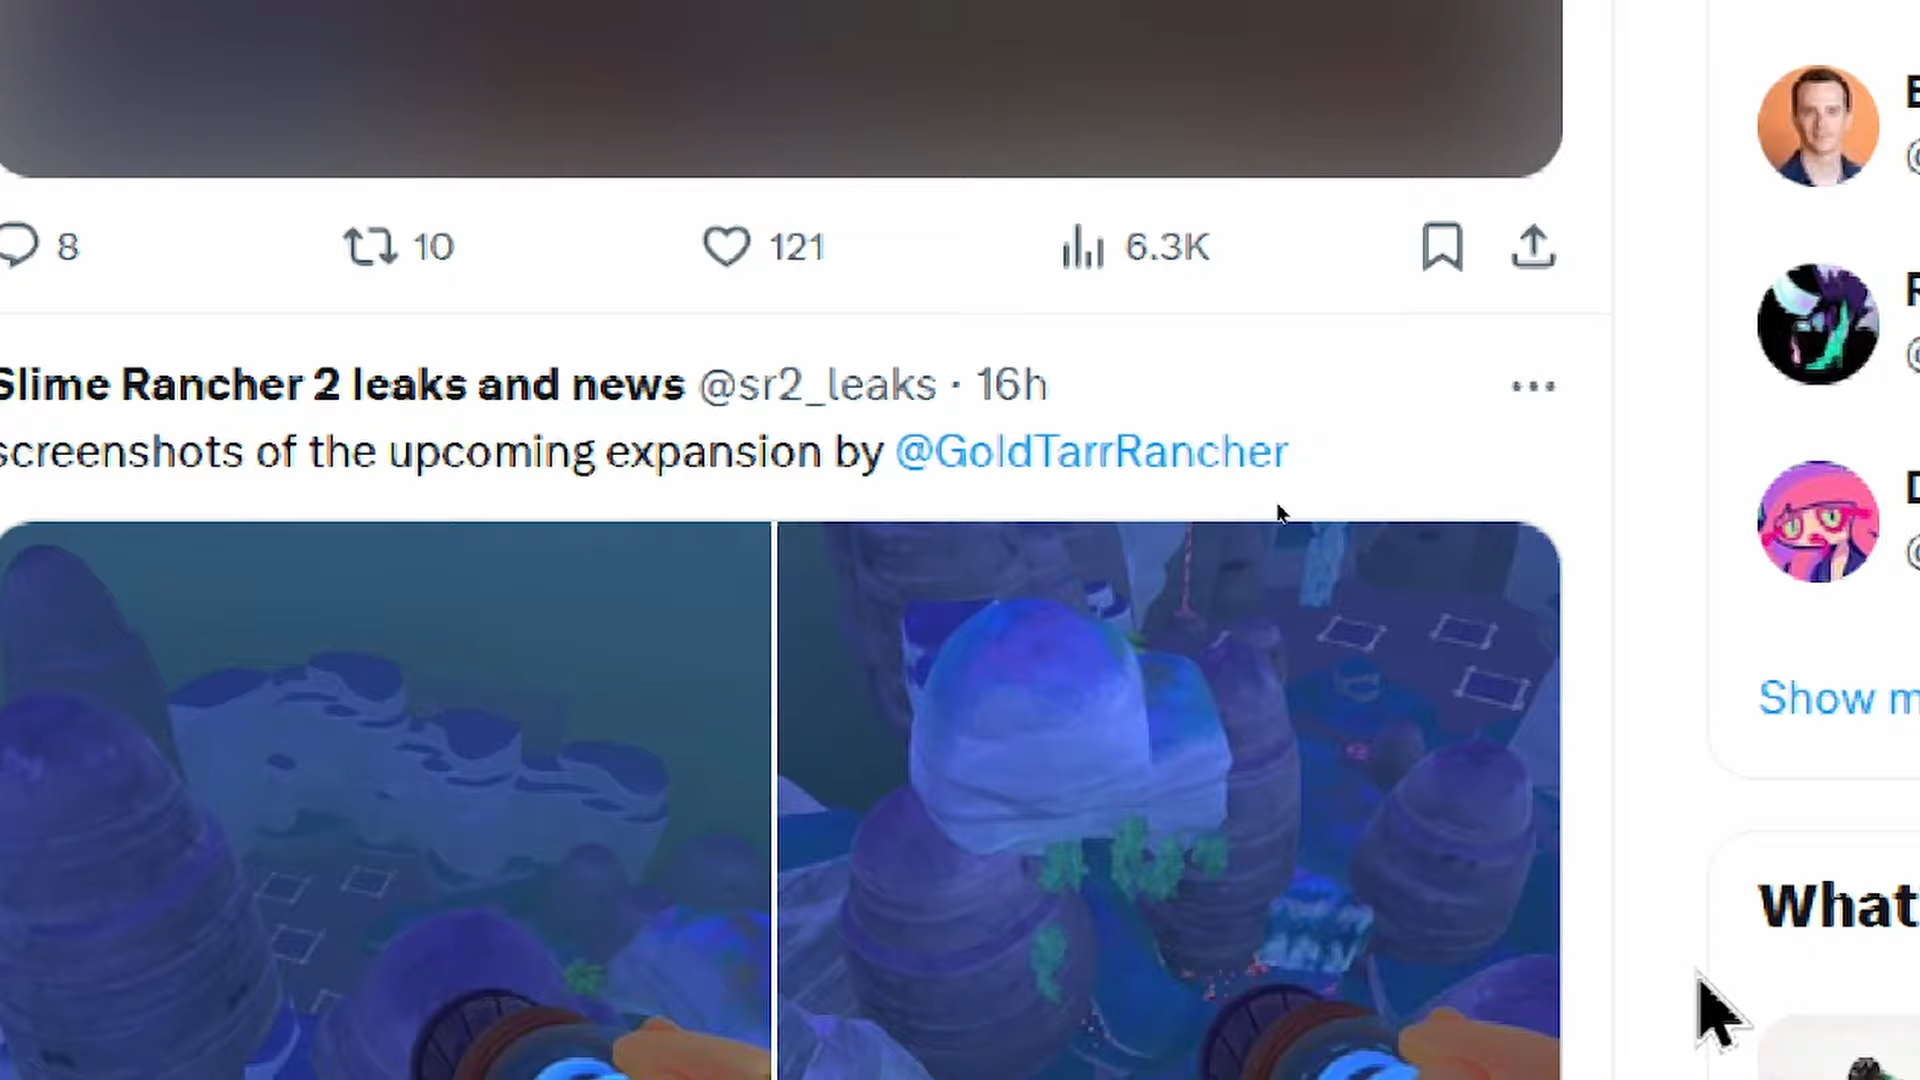 8 10 121 6.3K
Slime Rancher 2 leaks and news @sr2_leaks · 16h
screenshots of the upcoming expansion by @GoldTarrRancher
Show m
What